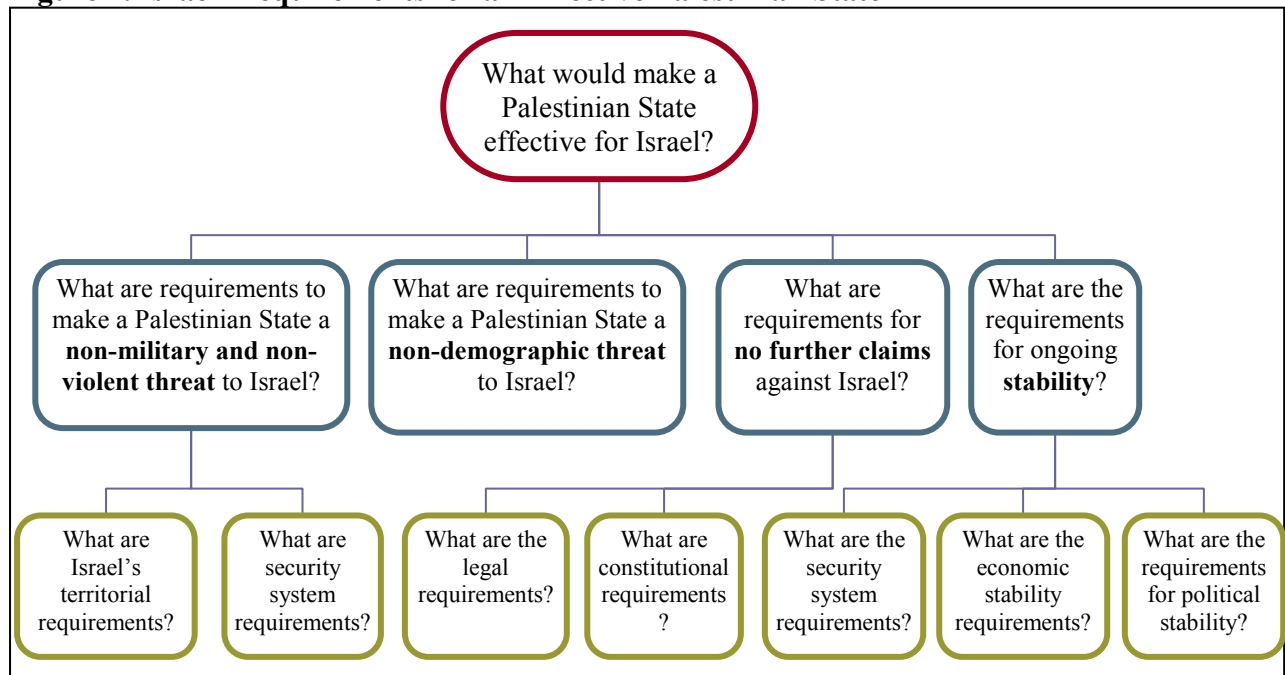 What would make a
Palestinian State
effective for Israel?
What are requirements to
make a Palestinian State a
non-military and non-
violent threat to Israel?
What are requirements to
make a Palestinian State a
non-demographic threat
to Israel?
What are
requirements for
no further claims
against Israel?
What are the
requirements
for ongoing
stability?
What are
Israel’s
territorial
requirements?
What are
security
system
requirements?
What are the
legal
requirements?
What are
constitutional
requirements
?
What are the
security
system
requirements?
What are the
economic
stability
requirements?
What are the
requirements
for political
stability?